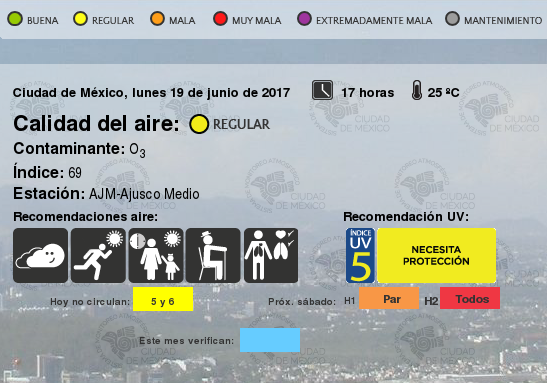 BUENA REGULAR MALA MUY MALA EXTREMADAMENTE MALA MANTENIMIENTO
Ciudad de México, lunes 19 de junio de 2017 17 horas 25 ºC
Calidad del aire: REGULAR
Contaminante: O3
Índice: 69
Estación: AJM-Ajusco Medio
Recomendaciones aire: Recomendación UV:
ÍNDICE
UV
5
NECESITA
PROTECCIÓN
Hoy no circulan: 5 y 6 Próx. sábado: H1 Par H2 Todos
Este mes verifican:
CIUDAD
DE MÉXICO